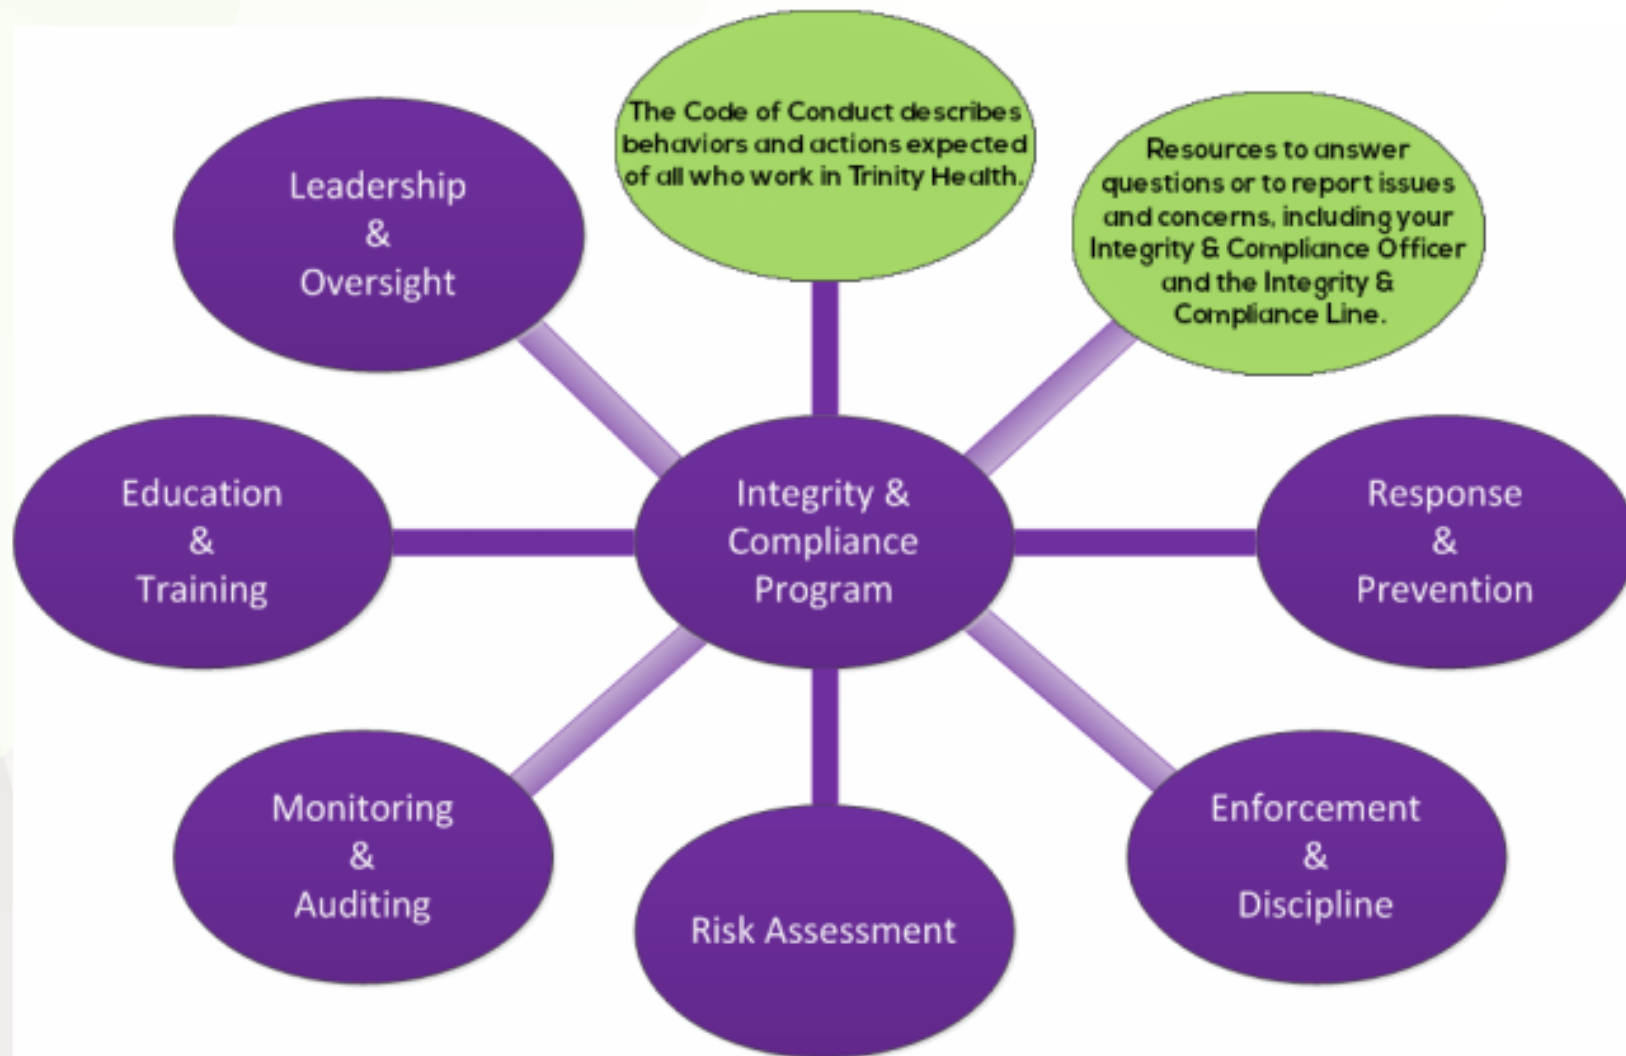 The Code of Conduct describes
behaviors and actions expected
of all who work in Trinity Health.
Resources to answer
questions or to report issues
and concerns, including your
Integrity & Compliance Officer
and the Integrity &
Compliance Line.
Leadership
&
Oversight
Education
&
Training
Integrity &
Compliance
Program
Response
&
Prevention
Monitoring
&
Auditing
Risk Assessment
Enforcement
&
Discipline